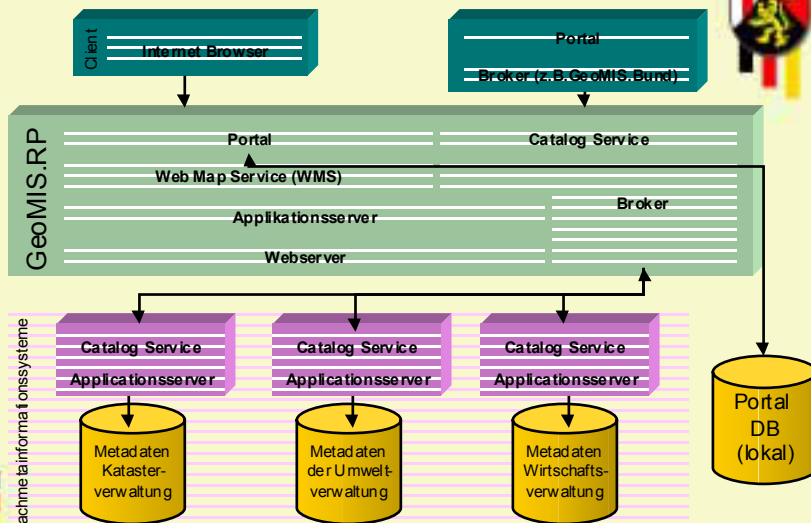 Client
Internet Browser
Portal
Broker (z.B.GeoMIS.Bund)
GeoMIS.RP
Portal
Catalog Service
Web Map Service (WMS)
Broker
Applikationsserver
Webserver
achmetainformationssysteme
Catalog Service
Applicationsserver
Catalog Service
Applicationsserver
Catalog Service
Applicationsserver
Metadaten
Kataster-
verwaltung
Metadaten
der Umwelt-
verwaltung
Metadaten
Wirtschafts-
verwaltung
Portal
DB
(lokal)